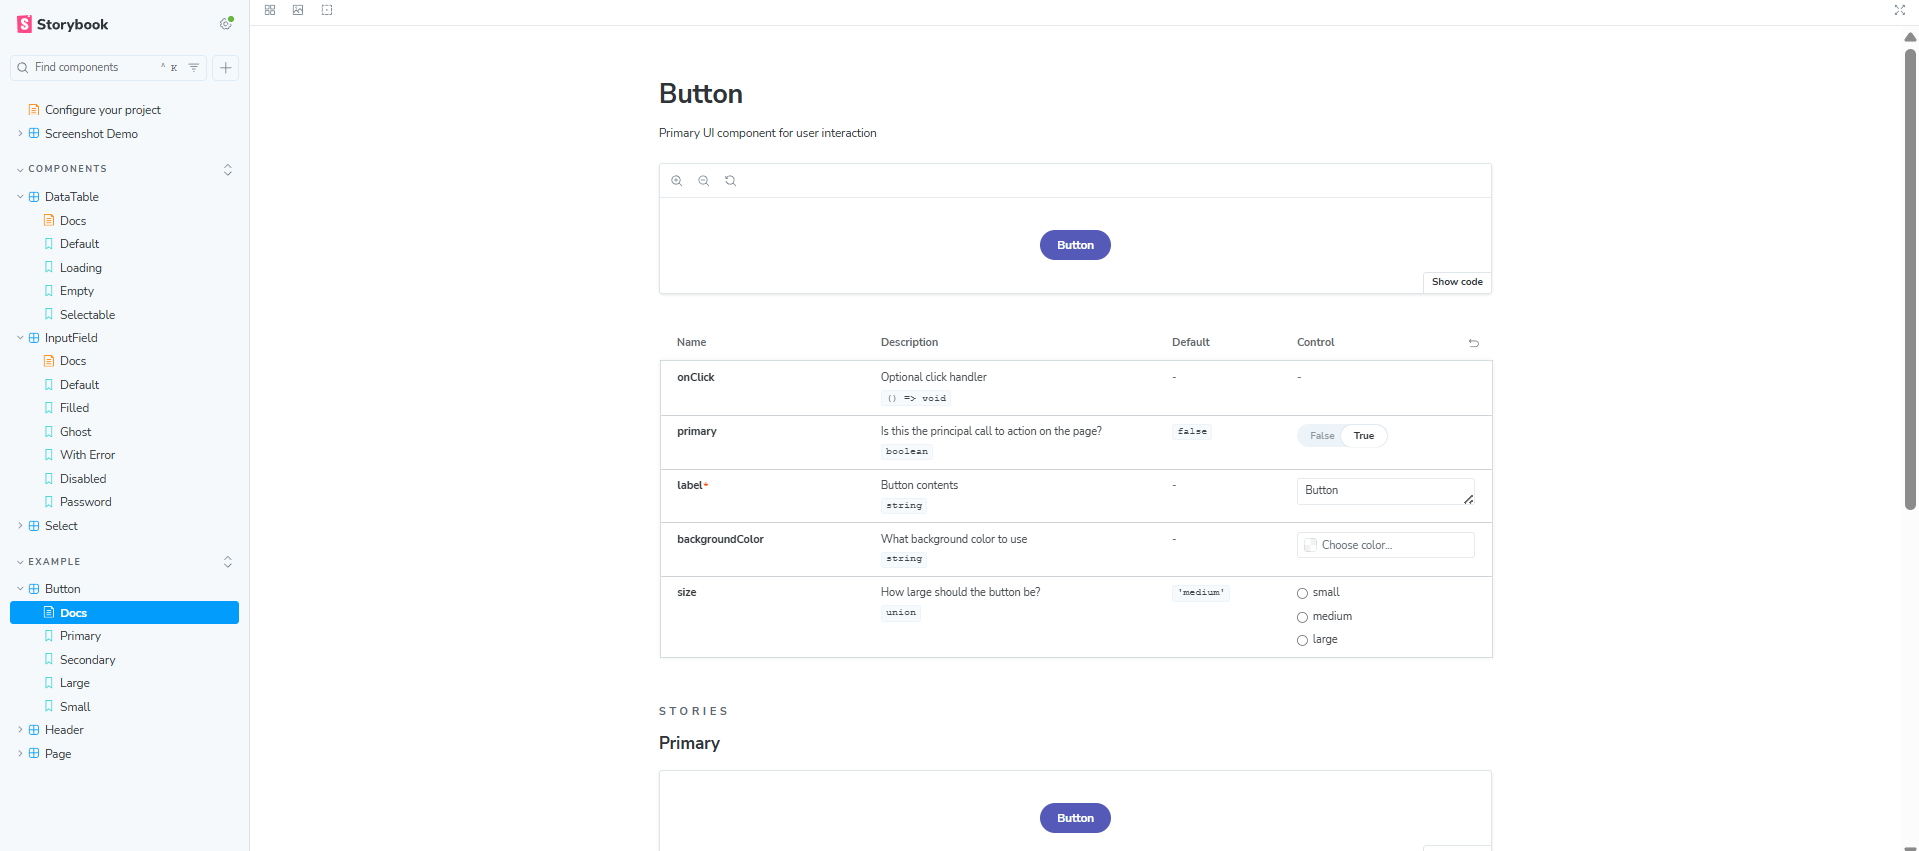 Storybook
Find components
^ K
Configure your project
Screenshot Demo
COMPONENTS
DataTable
Docs
Default
Loading
Empty
Selectable
InputField
Docs
Default
Filled
Ghost
With Error
Disabled
Password
Select
EXAMPLE
Button
Docs
Primary
Secondary
Large
Small
Header
Page
Button
Primary UI component for user interaction
Button
Show code
Name Description Default Control
onClick Optional click handler - -
() => void
primary Is this the principal call to action on the page? false False True
boolean
label* Button contents - Button
string
backgroundColor What background color to use - Choose color...
string
size How large should the button be? 'medium' small
union
medium
large
STORIES
Primary
Button